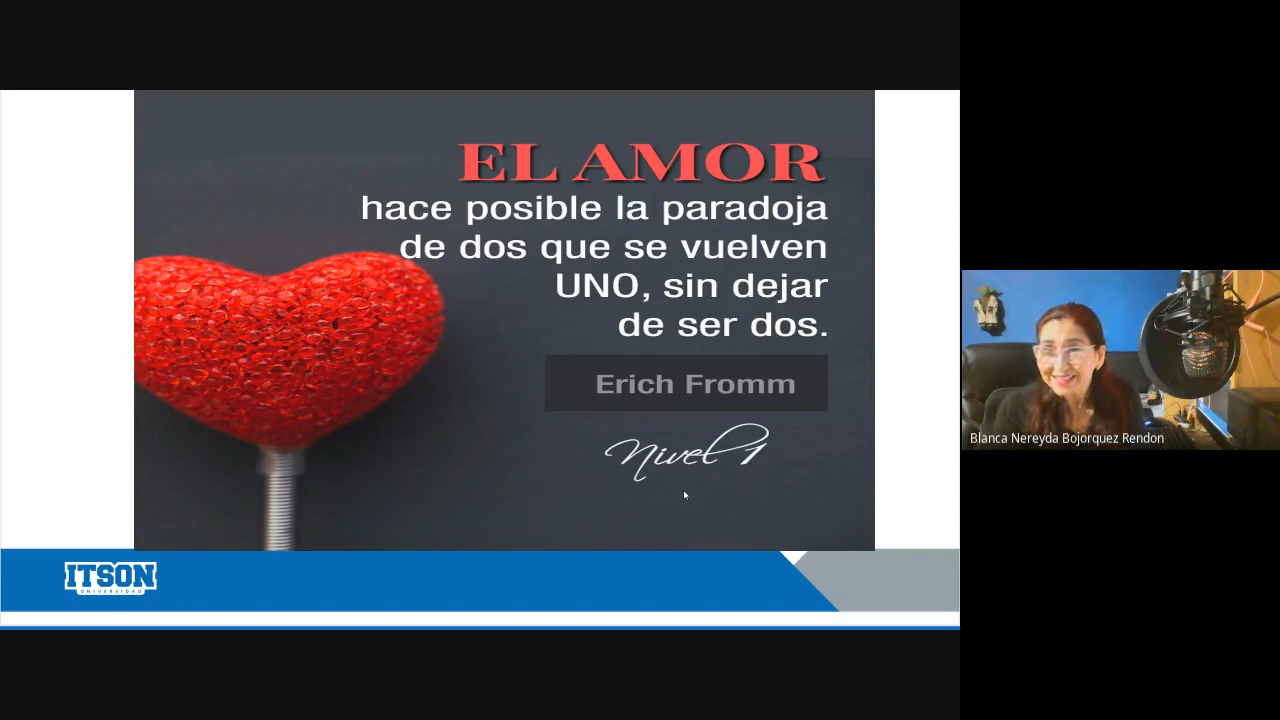 EL AMOR
hace posible la paradoja
de dos que se vuelven
UNO, sin dejar
de ser dos.
Erich Fromm
Nivel 1
ITSON
UNIVERSIDAD
Blanca Nereyda Bojorquez Rendon